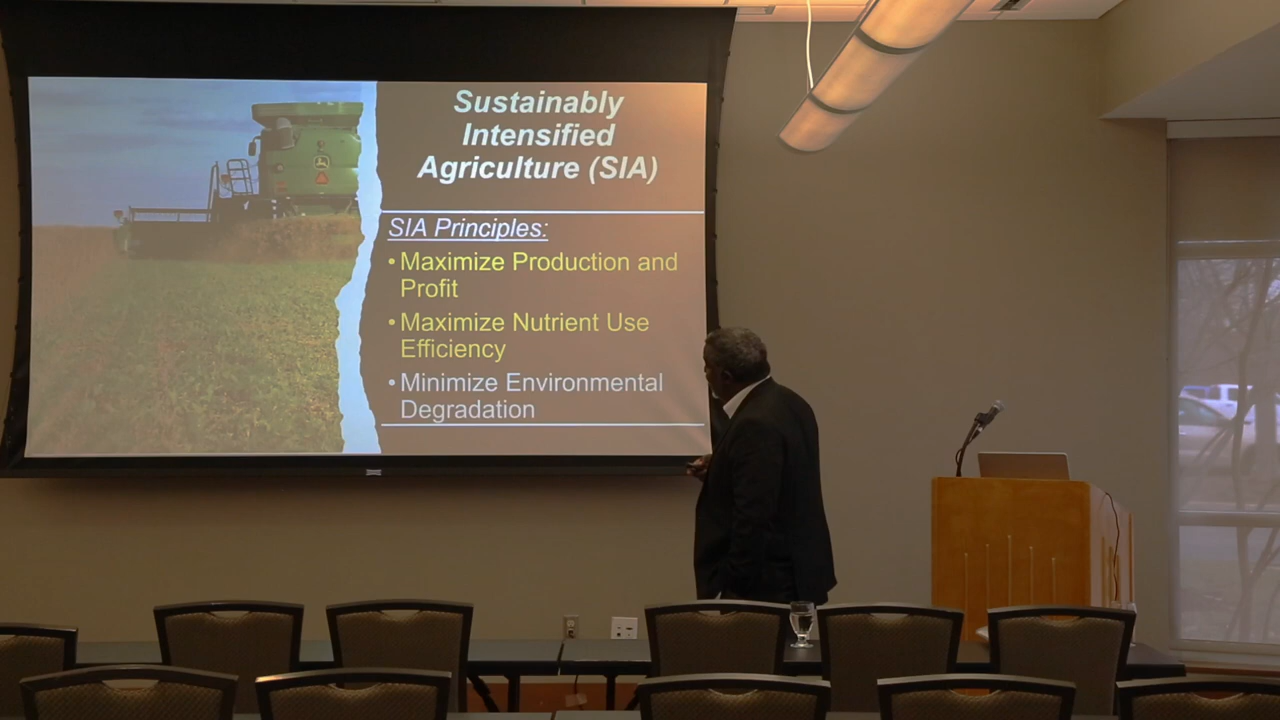 Sustainably
Intensified
Agriculture (SIA)
SIA Principles:
• Maximize Production and
Profit
• Maximize Nutrient Use
Efficiency
• Minimize Environmental
Degradation